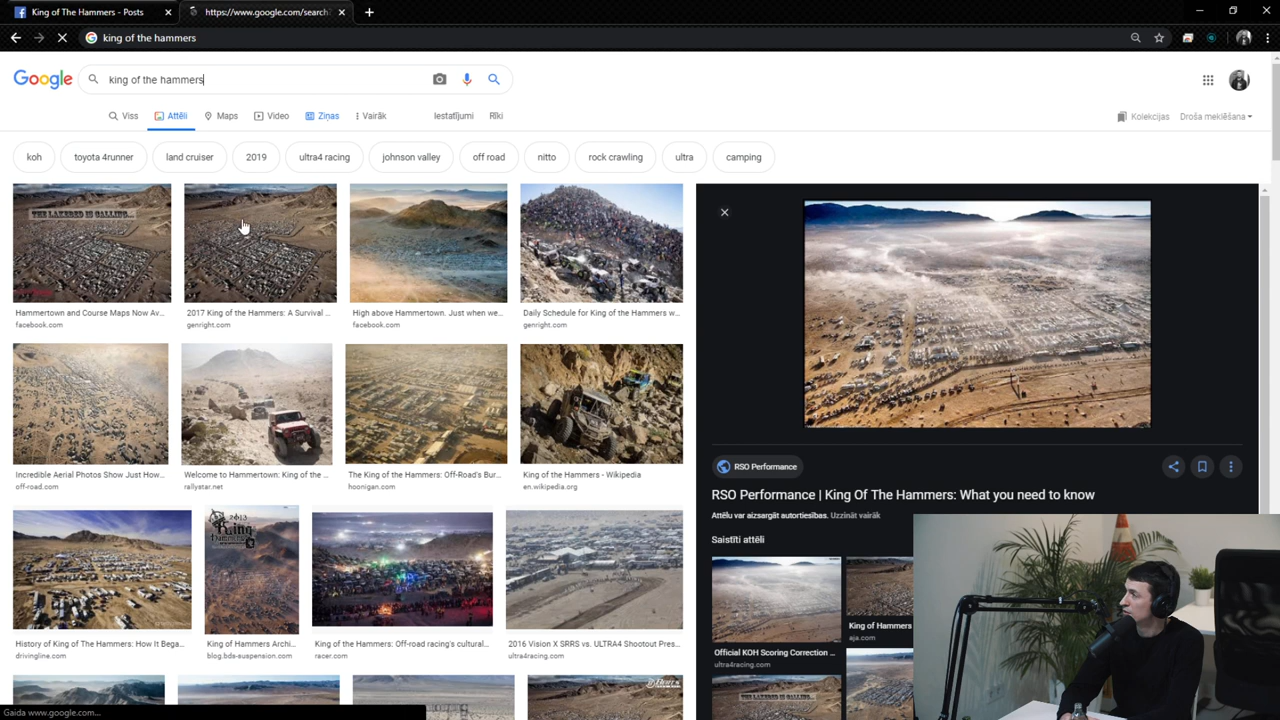 King of The Hammers - Posts
https://www.google.com/search?
king of the hammers
Google
king of the hammers
Viss
Attēli
Maps
Video
Ziņas
Vairāk
Iestatījumi
Rīki
Kolekcijas
Droša meklēšana
koh
toyota 4runner
land cruiser
2019
ultra4 racing
johnson valley
off road
nitto
rock crawling
ultra
camping
THE LAKEBED IS CALLING...
Hammertown and Course Maps Now Av...
facebook.com
2017 King of the Hammers: A Survival ...
genright.com
High above Hammertown. Just when we...
facebook.com
Daily Schedule for King of the Hammers w...
genright.com
Incredible Aerial Photos Show Just How...
off-road.com
Welcome to Hammertown: King of the ...
rallystar.net
The King of the Hammers: Off-Road's Bur...
hoonigan.com
King of the Hammers - Wikipedia
en.wikipedia.org
2013
King
Hammers
History of King of The Hammers: How It Bega...
drivingline.com
King of Hammers Archi...
blog.bds-suspension.com
King of the Hammers: Off-road racing's cultural...
racer.com
2016 Vision X SRRS vs. ULTRA4 Shootout Pres...
ultra4racing.com
RSO Performance
RSO Performance | King Of The Hammers: What you need to know
Attēlu var aizsargāt autortiesības. Uzzināt vairāk
Saistīti attēli
Official KOH Scoring Correction ...
ultra4racing.com
King of Hammers
aja.com
THE LAKEBED IS CALLING...
Gaida www.google.com...